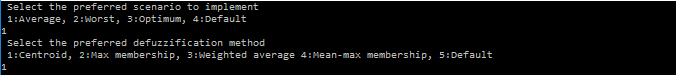 Select the preferred scenario to implement
1:Average, 2:Worst, 3:Optimum, 4:Default
1
Select the preferred defuzzification method
1:Centroid, 2:Max membership, 3:Weighted average 4:Mean-max membership, 5:Default
1